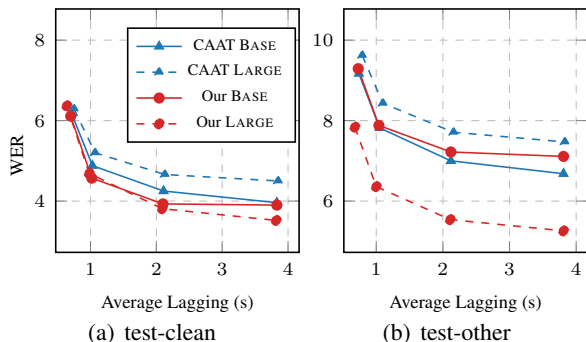 8
6
4
WER
CAAT BASE
CAAT LARGE
Our BASE
Our LARGE
1 2 3 4
Average Lagging (s)
(a) test-clean
10
8
6
1 2 3 4
Average Lagging (s)
(b) test-other